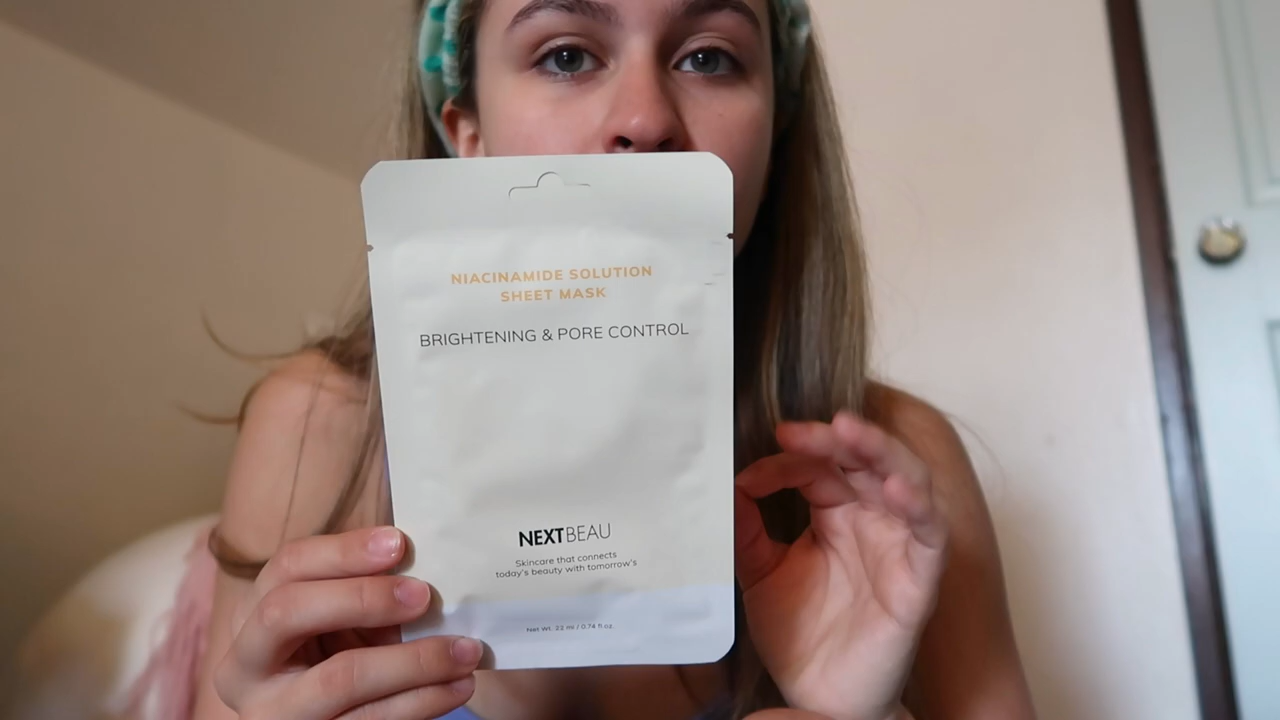 NIACINAMIDE SOLUTION
SHEET MASK
BRIGHTENING & PORE CONTROL
NEXTBEAU
Skincare that connects
today's beauty with tomorrow's
Net Wt. 22 ml / 0.74 fl oz.